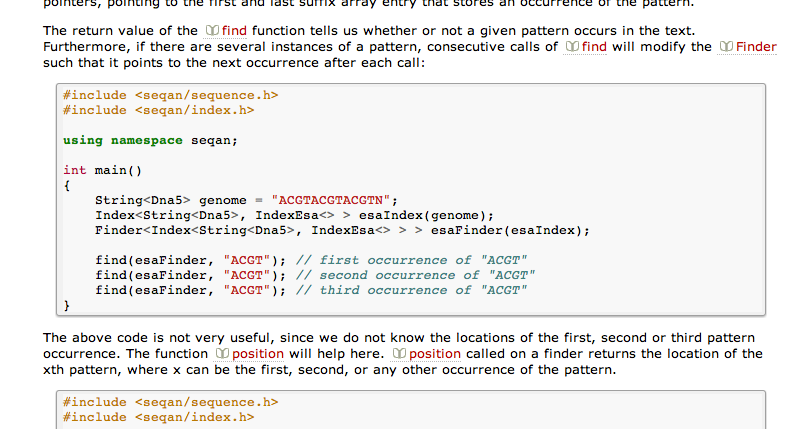 pointers, pointing to the first and last suffix array entry that stores an occurrence of the pattern.
The return value of the find function tells us whether or not a given pattern occurs in the text.
Furthermore, if there are several instances of a pattern, consecutive calls of find will modify the Finder
such that it points to the next occurrence after each call:
#include <seqan/sequence.h>
#include <seqan/index.h>
using namespace seqan;
int main()
{
String<Dna5> genome = "ACGTACGTACGTN";
Index<String<Dna5>, IndexEsa<> > esaIndex(genome);
Finder<Index<String<Dna5>, IndexEsa<> > > esaFinder(esaIndex);
find(esaFinder, "ACGT"); // first occurrence of "ACGT"
find(esaFinder, "ACGT"); // second occurrence of "ACGT"
find(esaFinder, "ACGT"); // third occurrence of "ACGT"
}
The above code is not very useful, since we do not know the locations of the first, second or third pattern
occurrence. The function position will help here. position called on a finder returns the location of the
xth pattern, where x can be the first, second, or any other occurrence of the pattern.
#include <seqan/sequence.h>
#include <seqan/index.h>